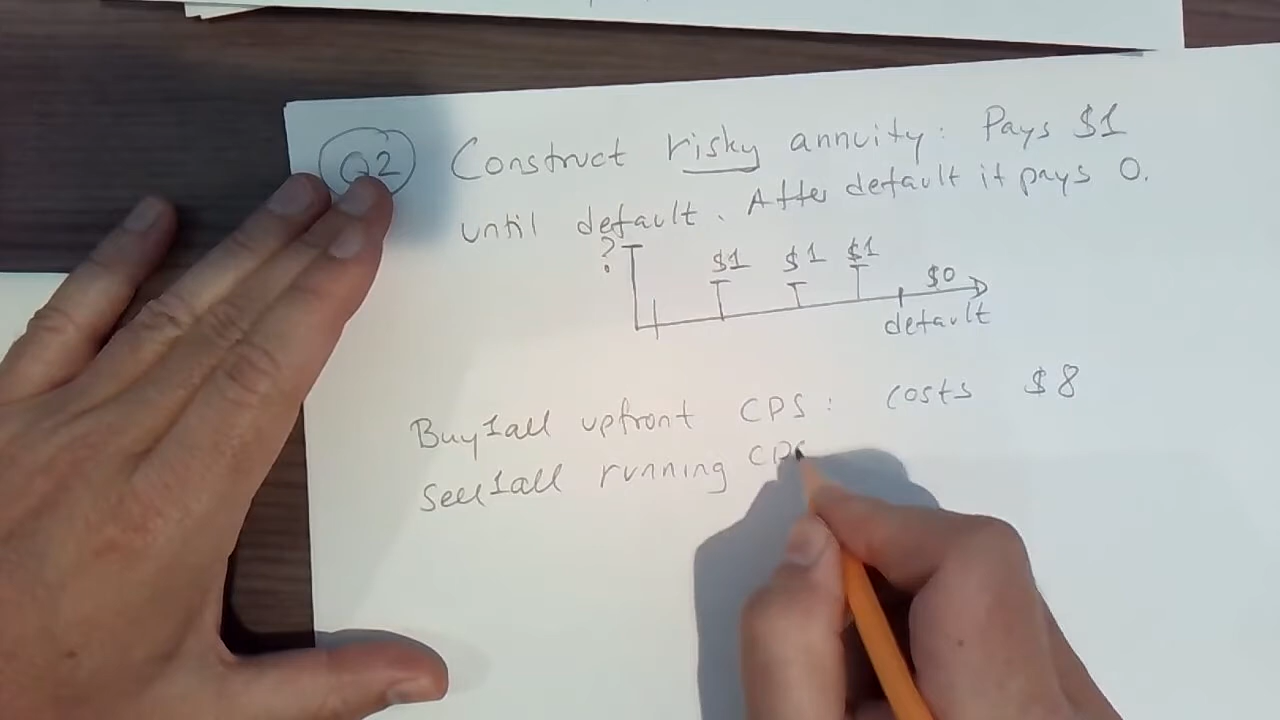 Q2 Construct risky annuity: Pays $1
until default. After default it pays 0.
? $1 $1 $1 $0
default
Buy 1 all upfront CPS: costs $8
Sell 1 all running CPS